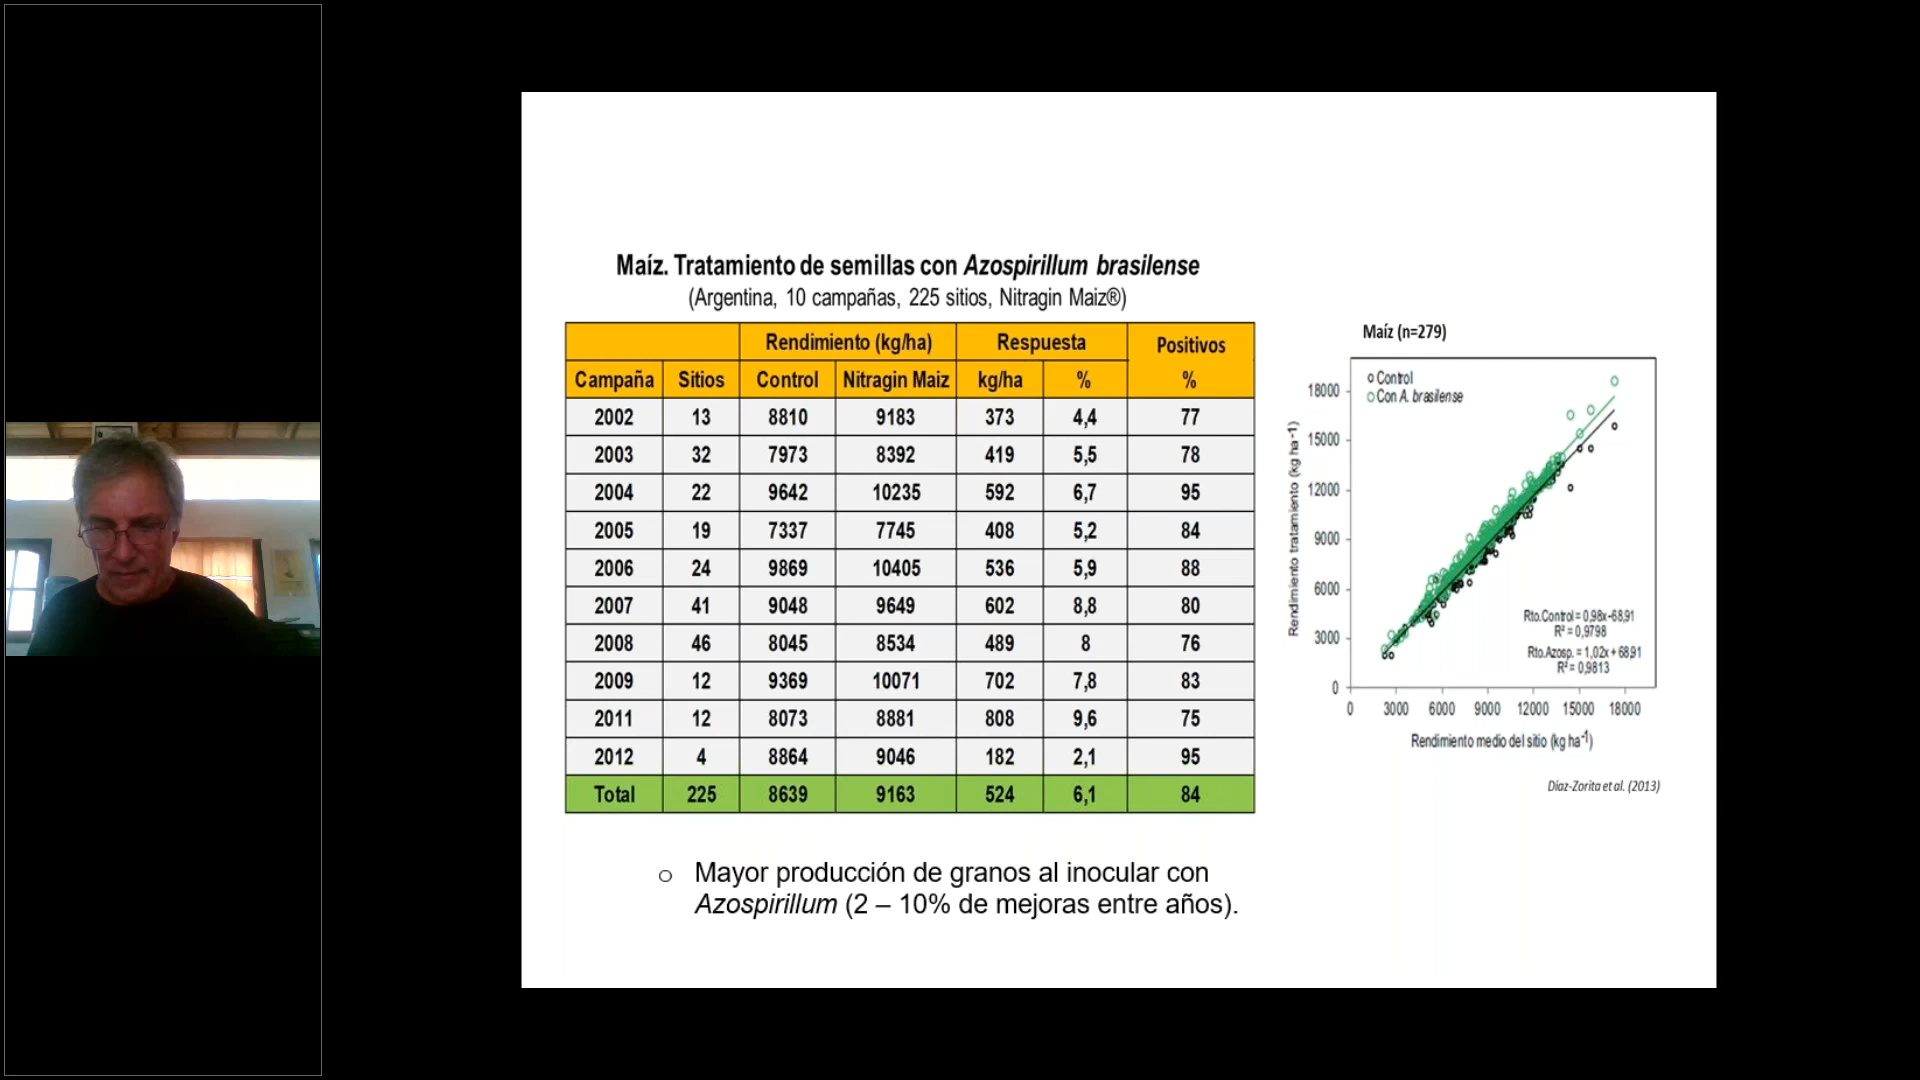 Maíz. Tratamiento de semillas con Azospirillum brasilense
(Argentina, 10 campañas, 225 sitios, Nitragin Maiz®)
Rendimiento (kg/ha) Respuesta Positivos
Campaña Sitios Control Nitragin Maiz kg/ha % %
2002 13 8810 9183 373 4,4 77
2003 32 7973 8392 419 5,5 78
2004 22 9642 10235 592 6,7 95
2005 19 7337 7745 408 5,2 84
2006 24 9869 10405 536 5,9 88
2007 41 9048 9649 602 8,8 80
2008 46 8045 8534 489 8 76
2009 12 9369 10071 702 7,8 83
2011 12 8073 8881 808 9,6 75
2012 4 8864 9046 182 2,1 95
Total 225 8639 9163 524 6,1 84
Maíz (n=279)
Control
Con A. brasilense
18000
15000
12000
9000
6000
3000
0
Rendimiento tratamiento (kg ha-1)
Rto.Control = 0,98x-68,91
R² = 0,9798
Rto.Azosp. = 1,02x + 68,91
R² = 0,9813
0 3000 6000 9000 12000 15000 18000
Rendimiento medio del sitio (kg ha-1)
Díaz-Zorita et al. (2013)
o Mayor producción de granos al inocular con
Azospirillum (2 – 10% de mejoras entre años).